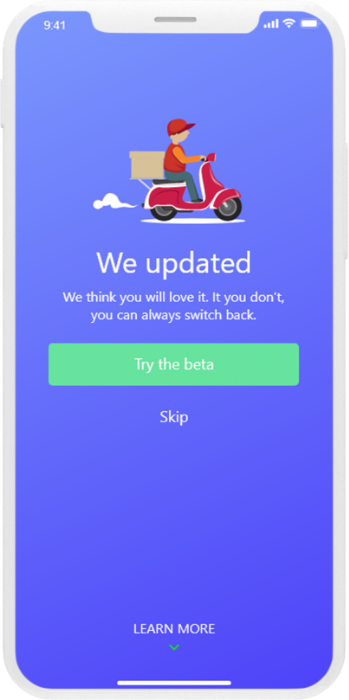 9:41
We updated
We think you will love it. It you don't,
you can always switch back.
Try the beta
Skip
LEARN MORE